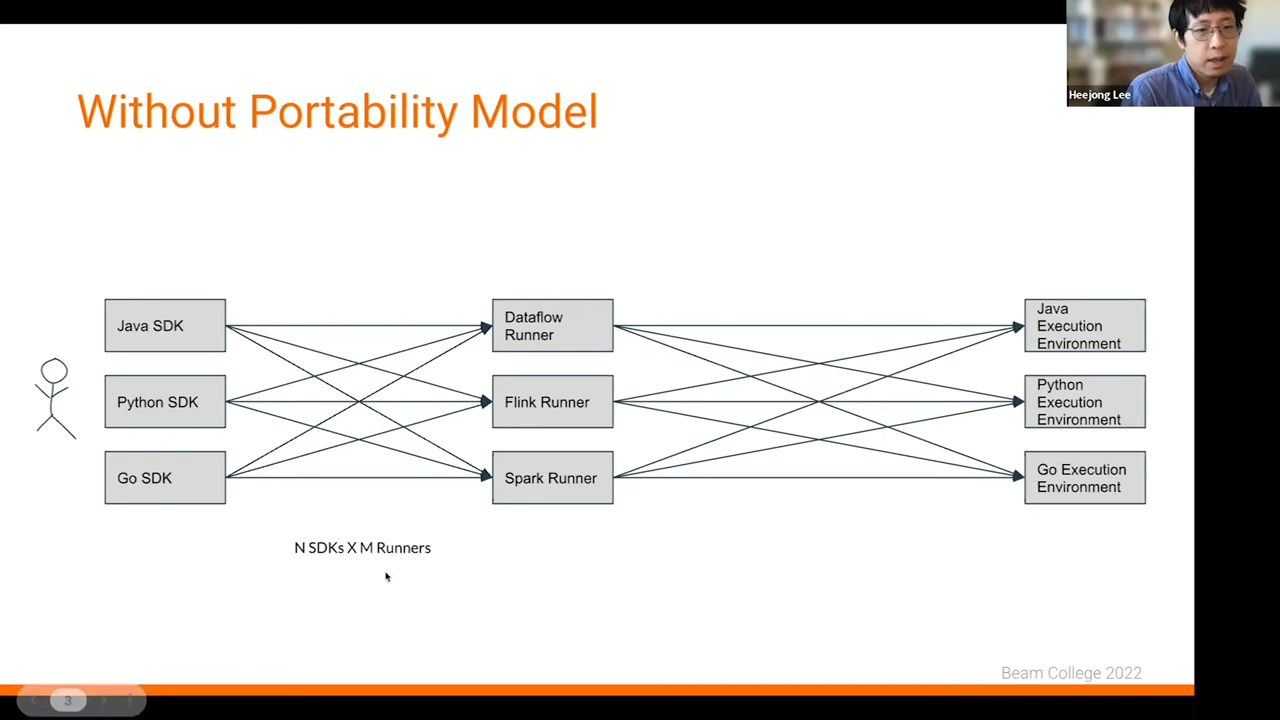 Heejong Lee
Without Portability Model
Java SDK
Python SDK
Go SDK
Dataflow
Runner
Flink Runner
Spark Runner
Java
Execution
Environment
Python
Execution
Environment
Go Execution
Environment
N SDKs X M Runners
Beam College 2022
3